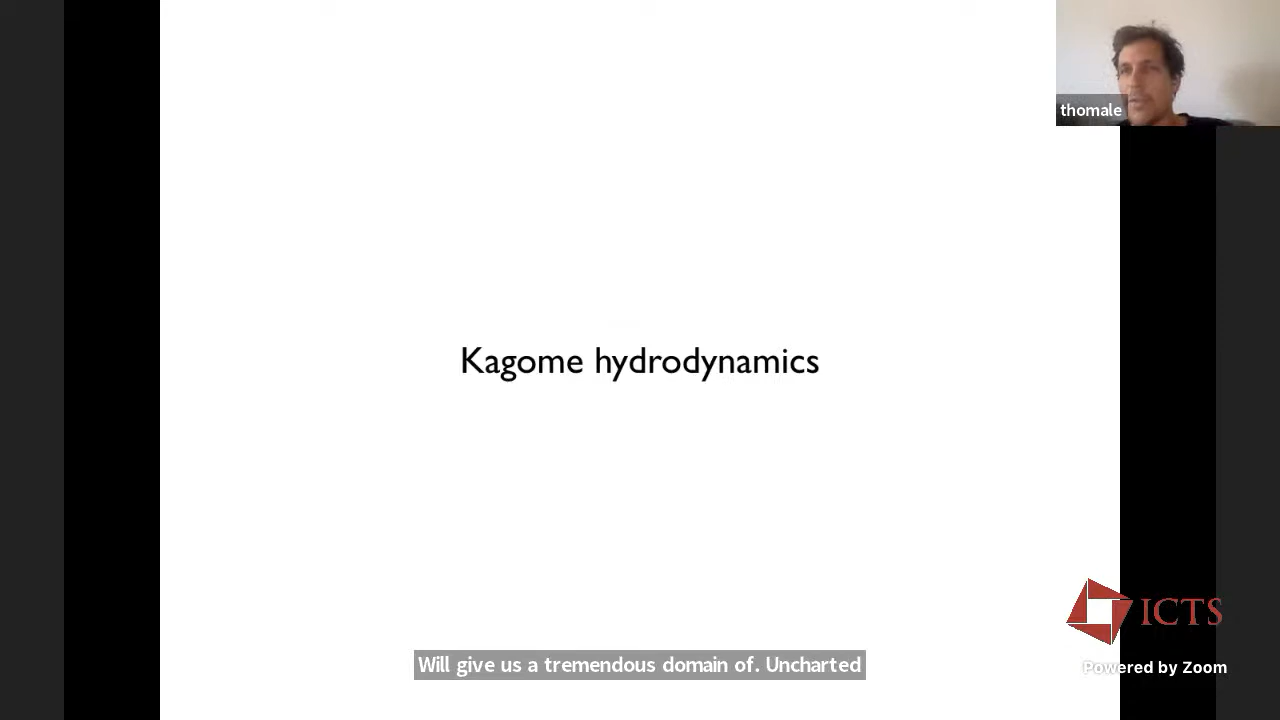 thomale
Kagome hydrodynamics
ICTS
Will give us a tremendous domain of. Uncharted
Powered by Zoom